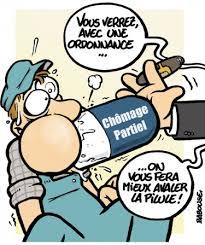 VOUS VERREZ,
AVEC UNE
ORDONNANCE
...
Chômage
Partiel
...ON
VOUS FERA
MIEUX AVALER
LA PILULE!